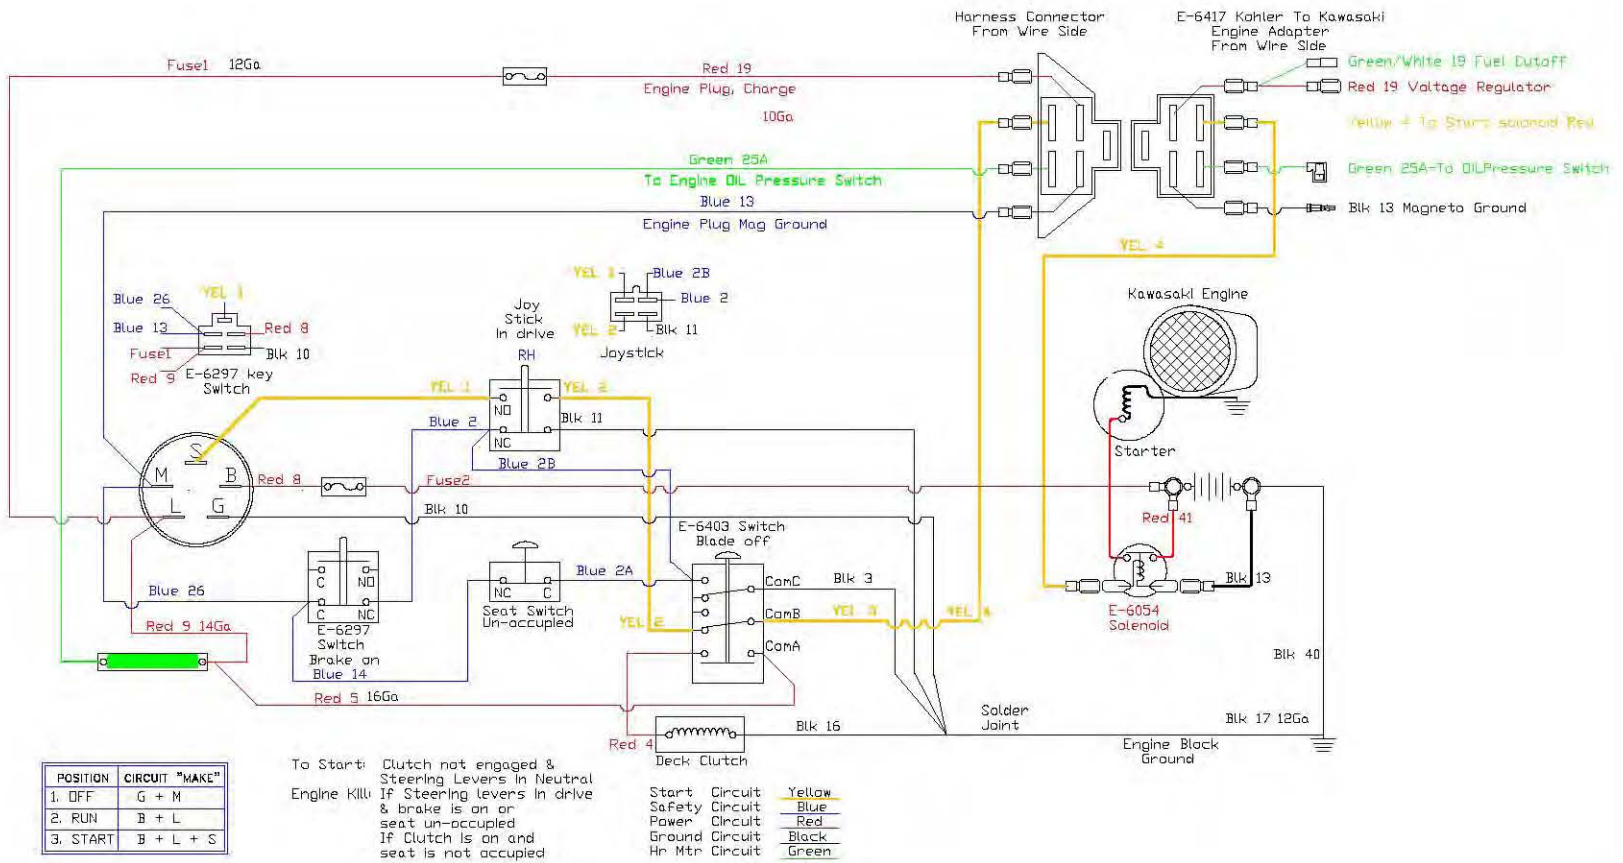 Harness Connector
From Wire Side
E-6417 Kohler To Kawasaki
Engine Adapter
From Wire Side
Fuse1 12Ga
Red 19
Engine Plug, Charge
10Ga
Green/White 19 Fuel Cutoff
Red 19 Voltage Regulator
Yellow 4 To Start solonoid Red
Green 25A
To Engine OIL Pressure Switch
Green 25A-To OILPressure Switch
Blue 13
Engine Plug Mag Ground
Blk 13 Magneto Ground
YEL 4
Kawasaki Engine
YEL 1
Blue 26
Blue 13
Red 8
Fuse1
Blk 10
Red 9
E-6297 key
Switch
Joy
Stick
In drive
RH
YEL 1
Blue 2B
Blue 2
YEL 2
Blk 11
Joystick
YEL 1
YEL 2
NO
Blk 11
Blue 2
NC
Blue 2B
Starter
S
M
B
L
G
Red 8
Fuse2
Blk 10
Red 41
E-6403 Switch
Blade off
C
NO
C
NC
E-6297
Switch
Brake on
Blue 26
NC
C
Seat Switch
Un-occupied
Blue 2A
ComC
Blk 3
ComB
YEL 3
YEL 4
YEL 2
ComA
Blk 13
E-6054
Solenoid
Red 9 14Ga
Blue 14
Red 5 16Ga
Blk 40
Solder
Joint
Blk 17 12Ga
Blk 16
Red 4
Deck Clutch
Engine Block
Ground
POSITION CIRCUIT "MAKE"
1. OFF G + M
2. RUN B + L
3. START B + L + S
To Start: Clutch not engaged &
Steering Levers In Neutral
Engine Kill: If Steering levers in drive
& brake is on or
seat un-occupied
If Clutch is on and
seat is not occupied
Start Circuit Yellow
Safety Circuit Blue
Power Circuit Red
Ground Circuit Black
Hr Mtr Circuit Green